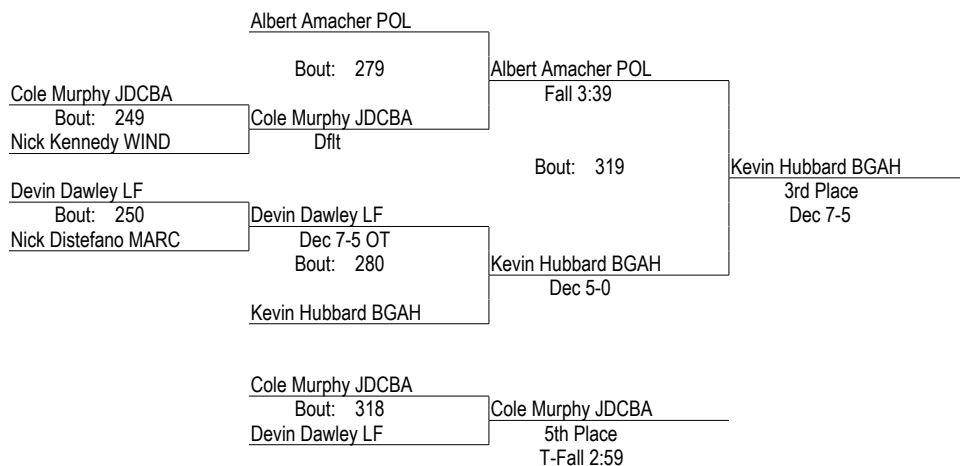 Albert Amacher POL
Bout: 279
Albert Amacher POL
Fall 3:39
Cole Murphy JDCBA
Bout: 249
Nick Kennedy WIND
Cole Murphy JDCBA
Dflt
Bout: 319
Kevin Hubbard BGAH
3rd Place
Dec 7-5
Devin Dawley LF
Bout: 250
Nick Distefano MARC
Devin Dawley LF
Dec 7-5 OT
Bout: 280
Kevin Hubbard BGAH
Dec 5-0
Kevin Hubbard BGAH
Cole Murphy JDCBA
Bout: 318
Devin Dawley LF
Cole Murphy JDCBA
5th Place
T-Fall 2:59